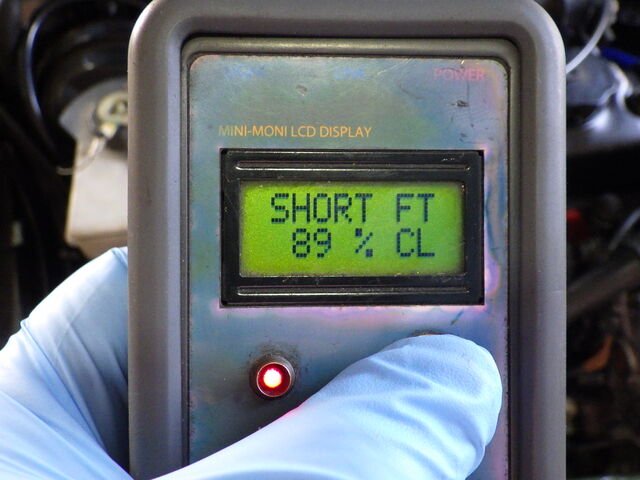 POWER
MINI-MONI LCD DISPLAY
SHORT FT
89 % CL